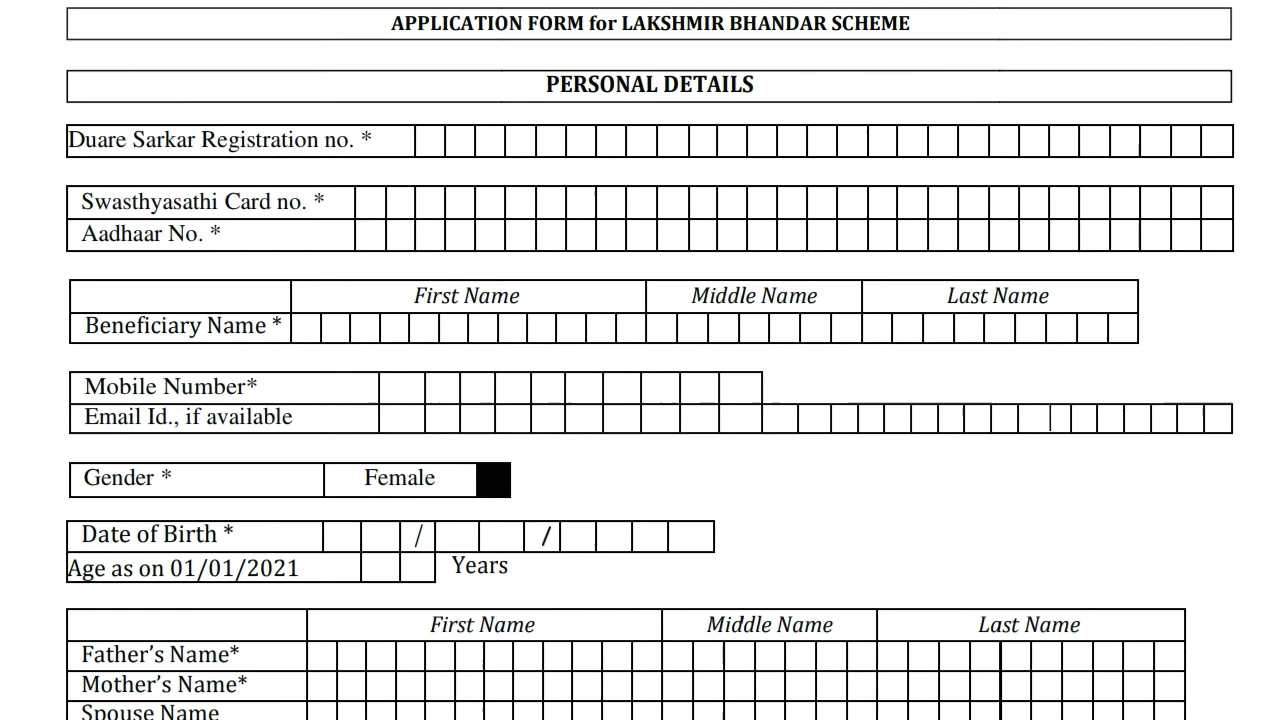 APPLICATION FORM for LAKSHMIR BHANDAR SCHEME
PERSONAL DETAILS
Duare Sarkar Registration no. *
Swasthyasathi Card no. *
Aadhaar No. *
First Name Middle Name Last Name
Beneficiary Name *
Mobile Number*
Email Id., if available
Gender * Female
Date of Birth * / /
Age as on 01/01/2021 Years
First Name Middle Name Last Name
Father’s Name*
Mother’s Name*
Spouse Name